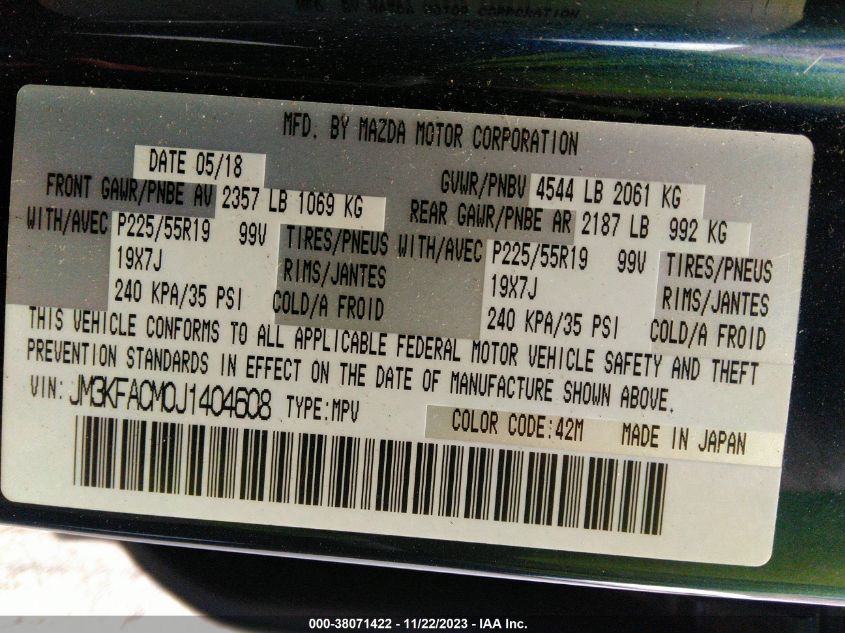 MFD. BY MAZDA MOTOR CORPORATION
DATE 05/18 GVWR/PNBV 4544 LB 2061 KG
FRONT GAWR/PNBE AV 2357 LB 1069 KG REAR GAWR/PNBE AR 2187 LB 992 KG
WITH/AVEC P225/55R19 99V TIRES/PNEUS WITH/AVEC P225/55R19 99V TIRES/PNEUS
19X7J RIMS/JANTES 19X7J RIMS/JANTES
240 KPA/35 PSI COLD/A FROID 240 KPA/35 PSI COLD/A FROID
THIS VEHICLE CONFORMS TO ALL APPLICABLE FEDERAL MOTOR VEHICLE SAFETY AND THEFT
PREVENTION STANDARDS IN EFFECT ON THE DATE OF MANUFACTURE SHOWN ABOVE.
VIN: JM3KFACM0J1404608 TYPE:MPV COLOR CODE:42M MADE IN JAPAN
000-38071422 - 11/22/2023 - IAA Inc.